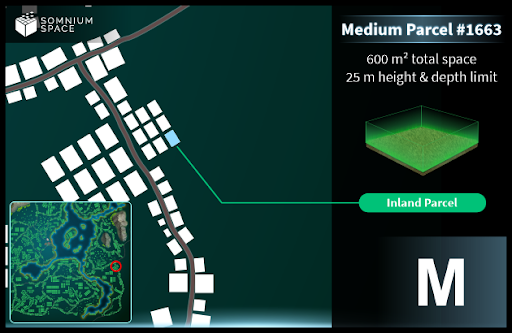 SOMNIUM
SPACE
Medium Parcel #1663
600 m² total space
25 m height & depth limit
Inland Parcel
M